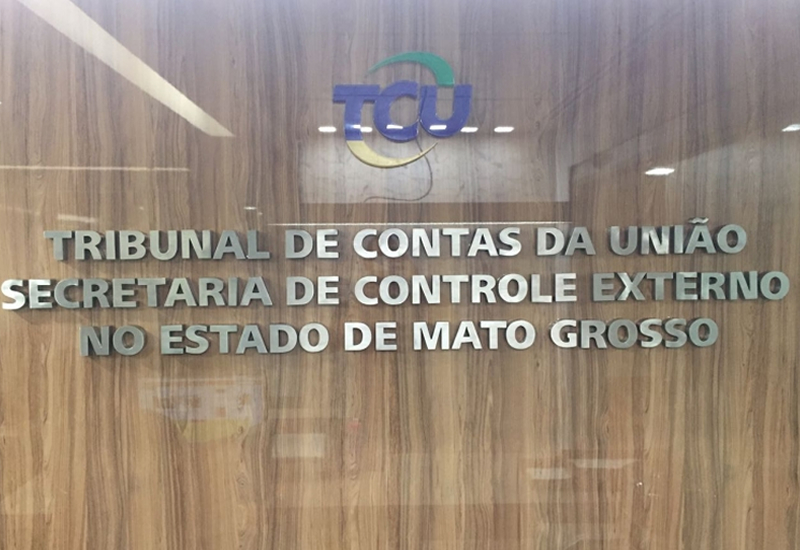 TCU
TRIBUNAL DE CONTAS DA UNIÃO
SECRETARIA DE CONTROLE EXTERNO
NO ESTADO DE MATO GROSSO